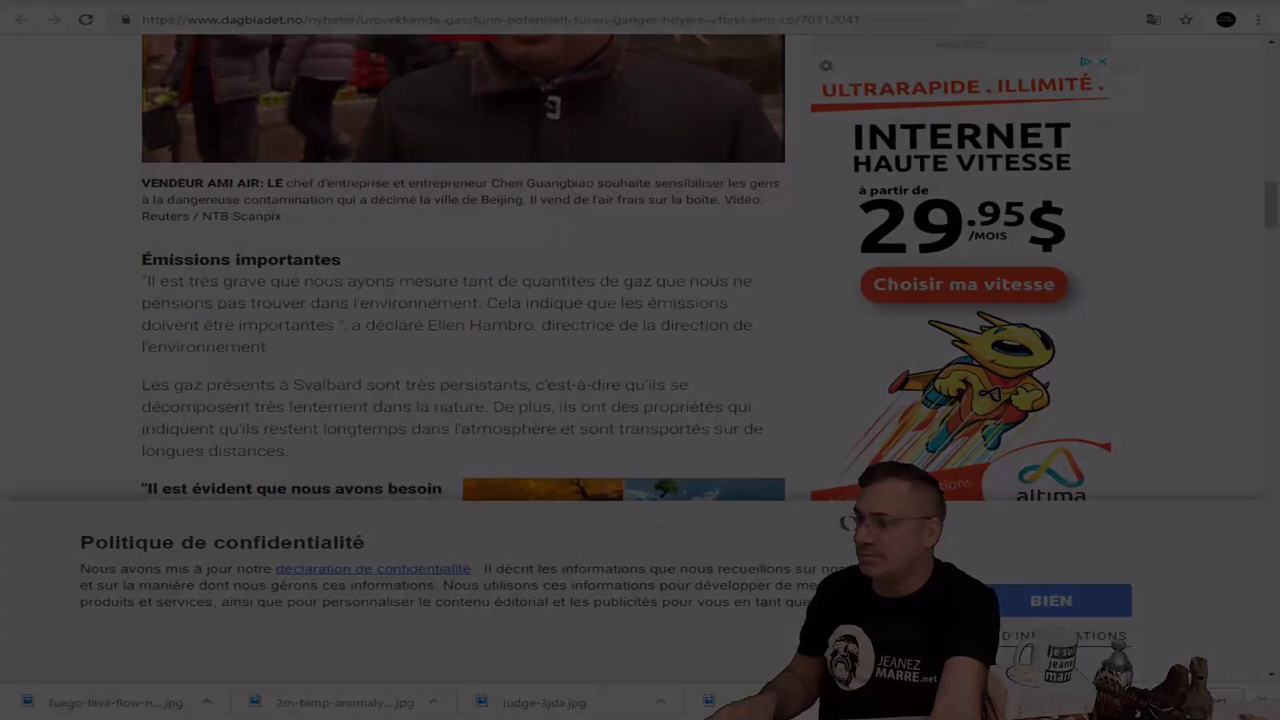 https://www.dagbladet.no/nyheter/urovekkende-gassfunn-potensielt-tusen-ganger-hoyere-effekt-enn-co/70312041
ULTRARAPIDE . ILLIMITÉ .
INTERNET
HAUTE VITESSE
à partir de
29.95$
/MOIS
Choisir ma vitesse
altima
VENDEUR AMI AIR: LE chef d'entreprise et entrepreneur Chen Guangbiao souhaite sensibiliser les gens
à la dangereuse contamination qui a décimé la ville de Beijing. Il vend de l'air frais sur la boîte. Vidéo:
Reuters / NTB Scanpix
Émissions importantes
"Il est très grave que nous ayons mesuré tant de quantités de gaz que nous ne
pensions pas trouver dans l'environnement. Cela indique que les émissions
doivent être importantes ", a déclaré Ellen Hambro, directrice de la direction de
l'environnement
Les gaz présents à Svalbard sont très persistants, c'est-à-dire qu'ils se
décomposent très lentement dans la nature. De plus, ils ont des propriétés qui
indiquent qu'ils restent longtemps dans l'atmosphère et sont transportés sur de
longues distances.
"Il est évident que nous avons besoin
Politique de confidentialité
Nous avons mis à jour notre déclaration de confidentialité . Il décrit les informations que nous recueillons sur
et sur la manière dont nous gérons ces informations. Nous utilisons ces informations pour développer de
produits et services, ainsi que pour personnaliser le contenu éditorial et les publicités pour vous en tant que
BIEN
D'INFORMATIONS
JEANEZ
MARRE.net
je suis
jeanez
marre
fuego-lava-flow-n....jpg
2m-temp-anomaly....jpg
judge-3jda.jpg